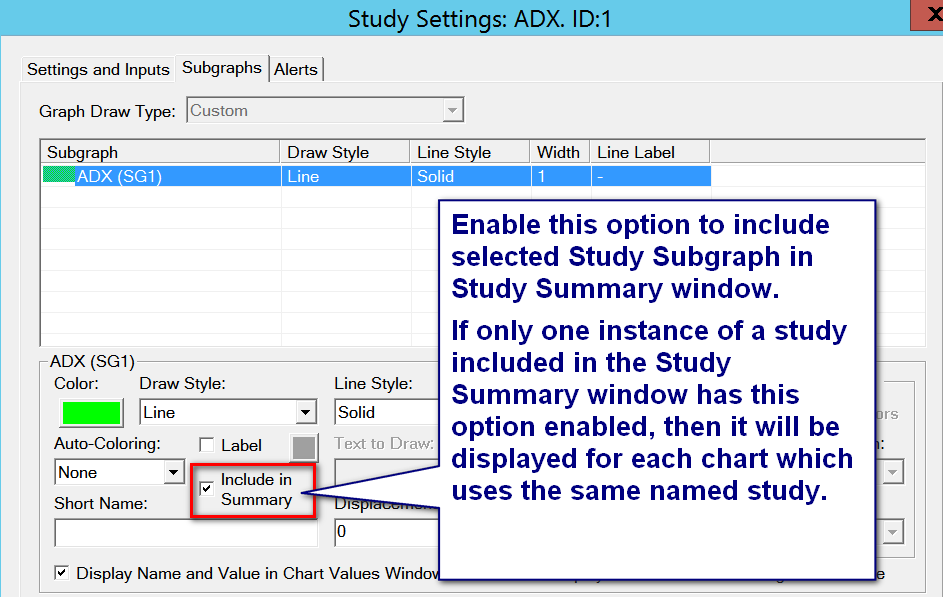 Study Settings: ADX. ID:1
Settings and Inputs Subgraphs Alerts
Graph Draw Type: Custom
Subgraph Draw Style Line Style Width Line Label
ADX (SG1) Line Solid 1 -
Enable this option to include
selected Study Subgraph in
Study Summary window.
If only one instance of a study
included in the Study
Summary window has this
option enabled, then it will be
displayed for each chart which
uses the same named study.
ADX (SG1)
Color: Draw Style: Line Style:
Line Solid
Auto-Coloring: Label Text to Draw:
None Include in
Summary
Short Name:
0
Display Name and Value in Chart Values